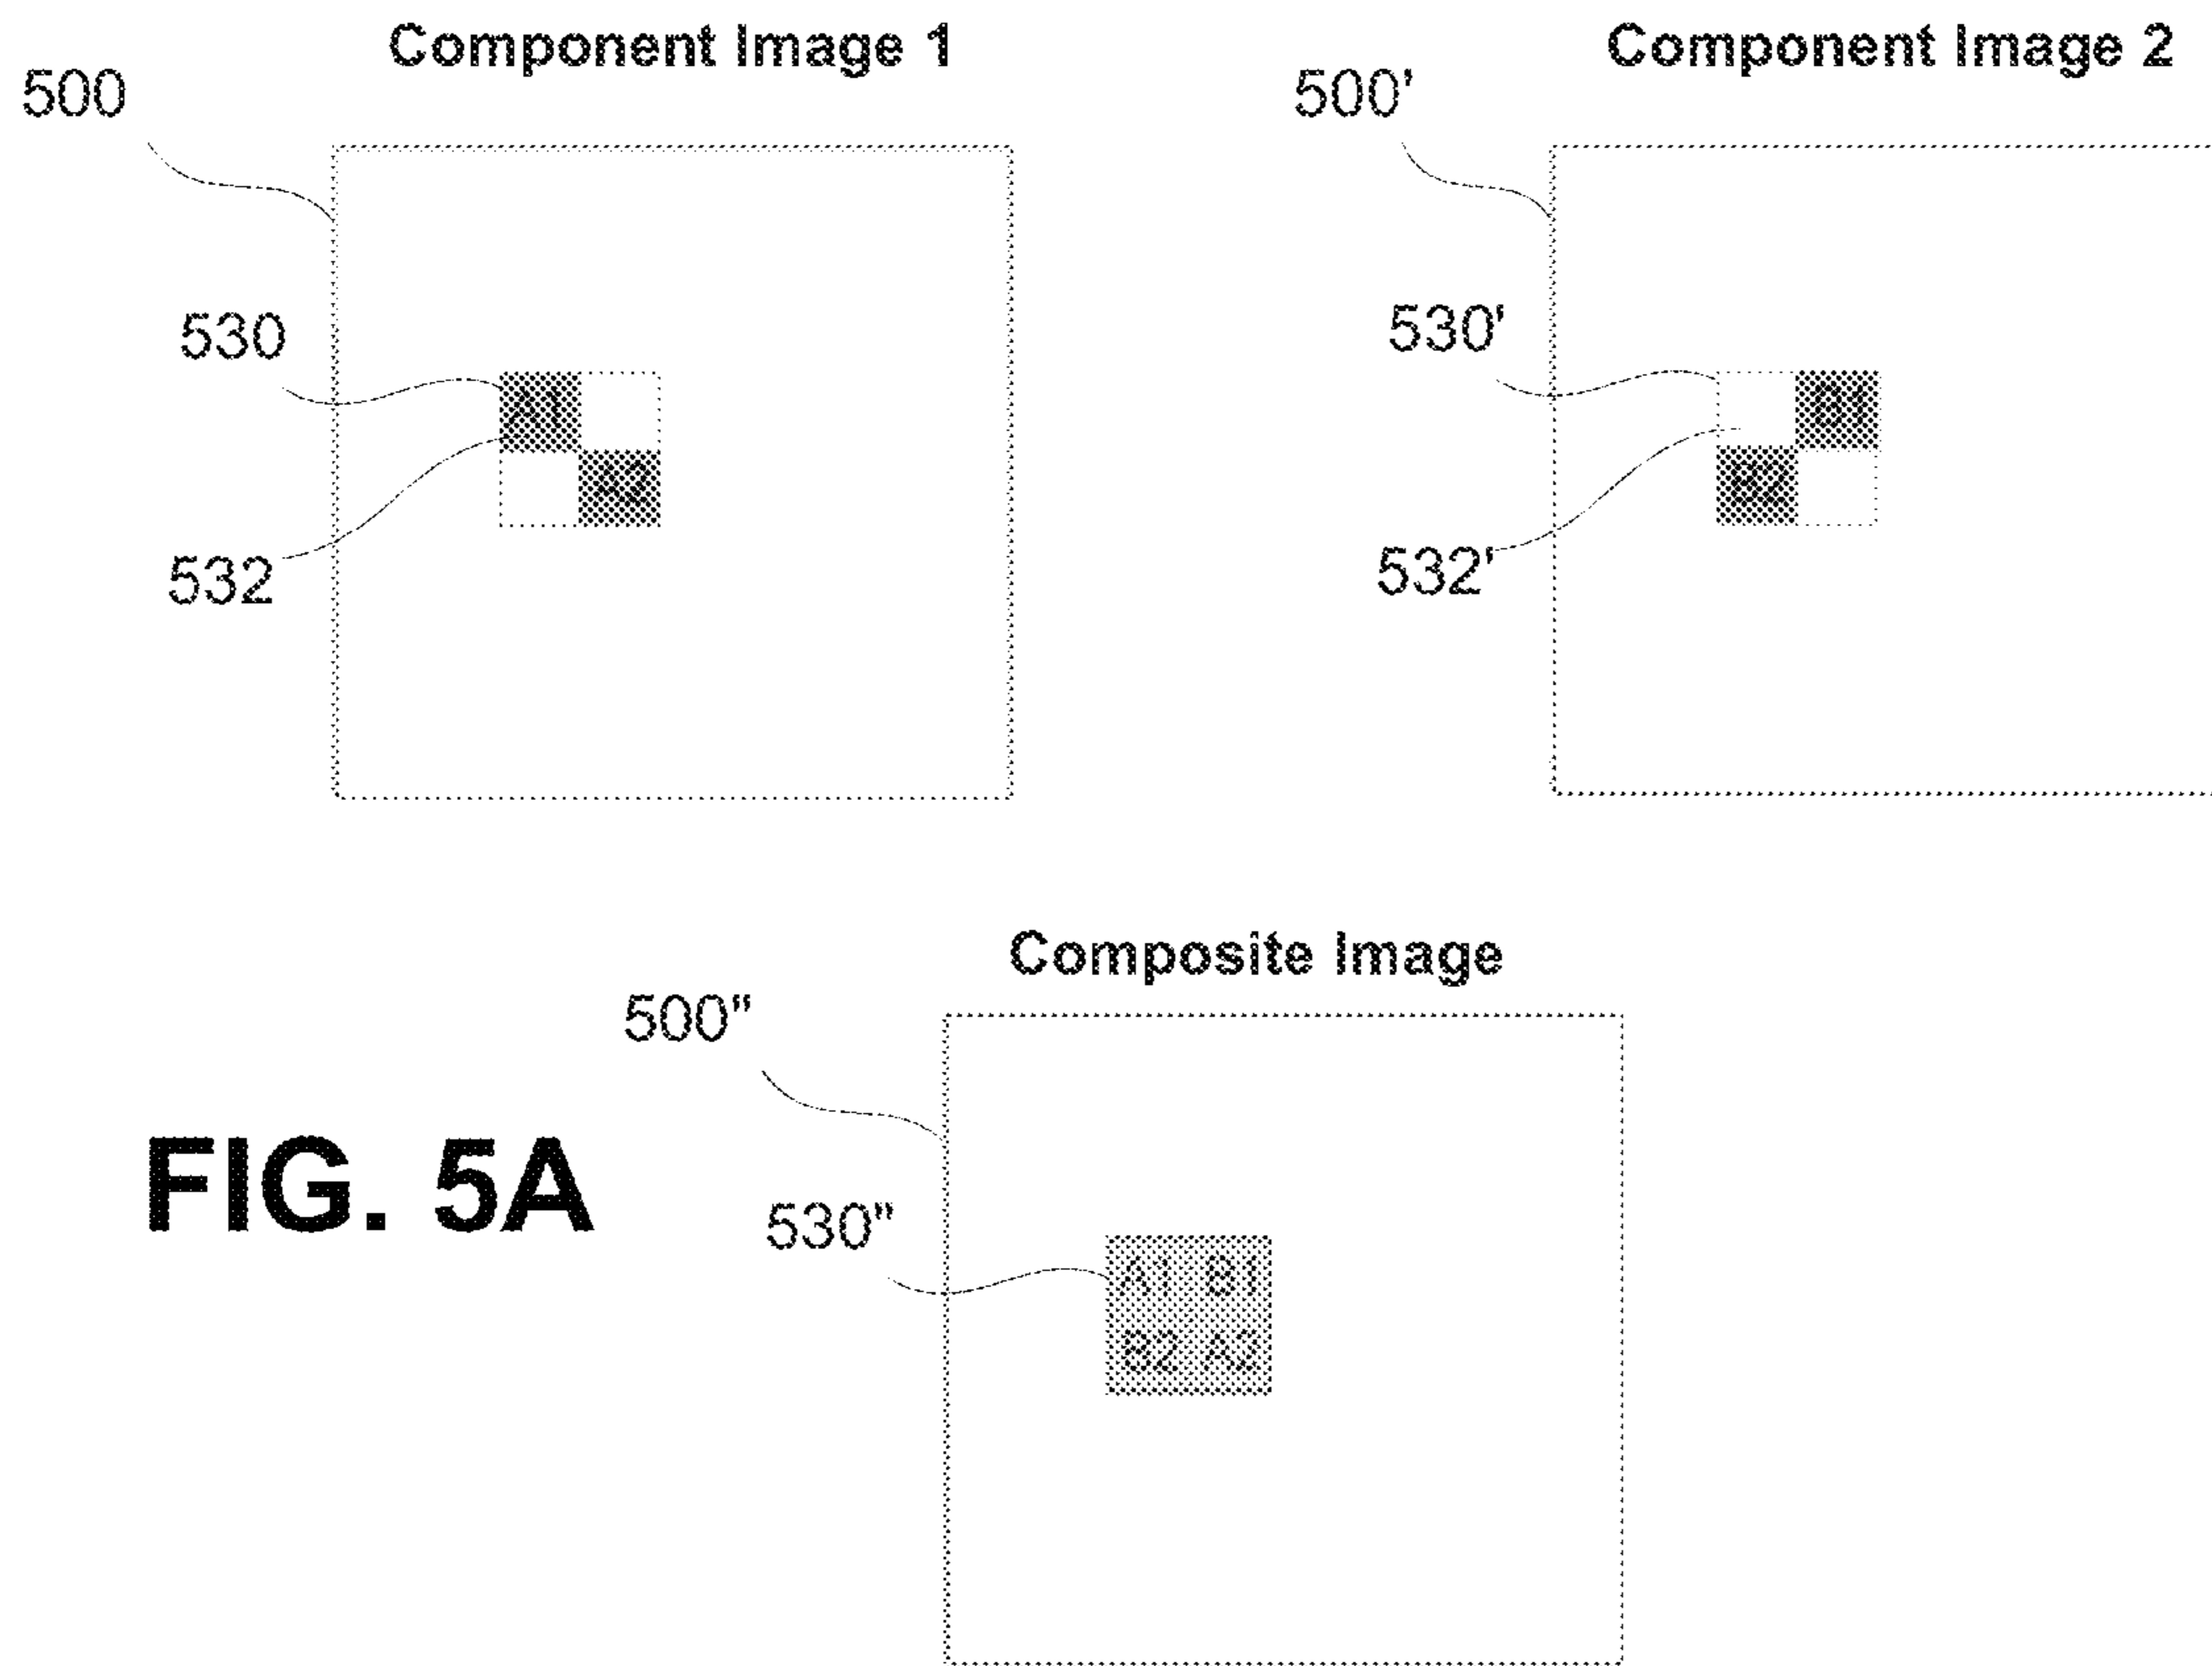 Component Image 1
500
530
A1
A2
532
Component Image 2
500'
530'
B1
B2
532'
Composite Image
500"
530"
A1 B1
B2 A2
FIG. 5A